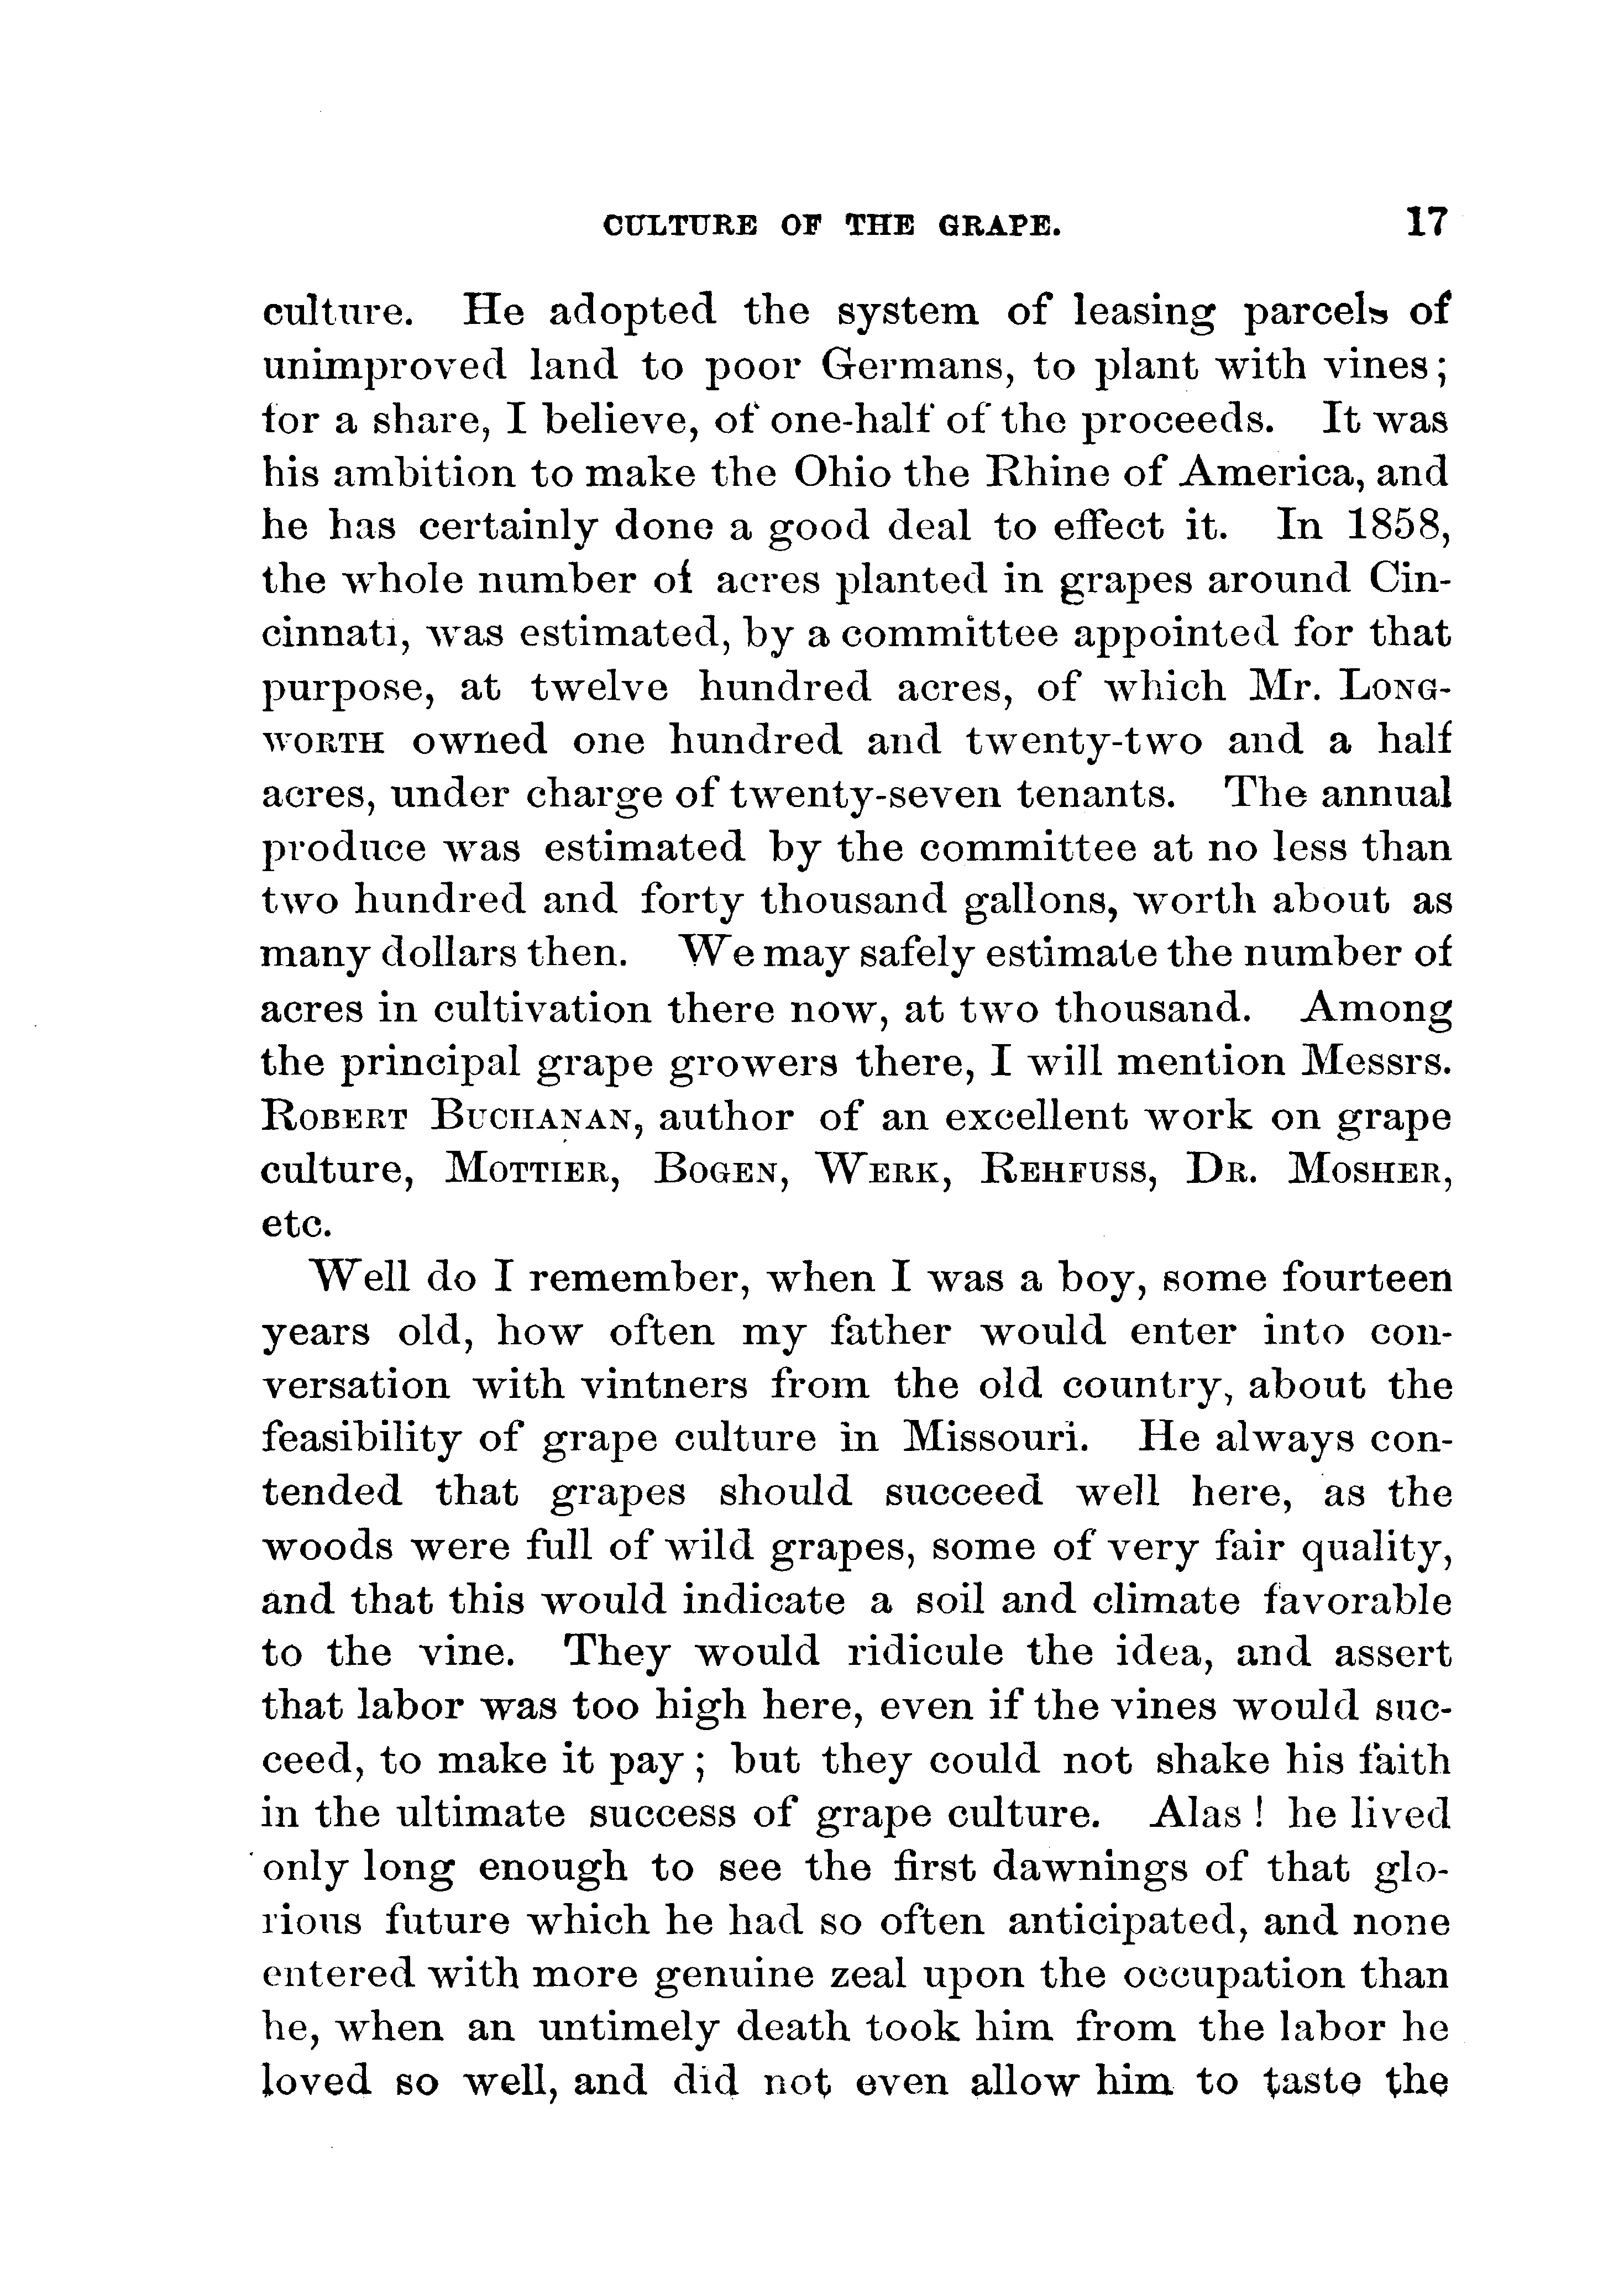 CULTURE OF THE GRAPE. 17
culture. He adopted the system of leasing parcels of
unimproved land to poor Germans, to plant with vines;
for a share, I believe, of one-half of the proceeds. It was
his ambition to make the Ohio the Rhine of America, and
he has certainly done a good deal to effect it. In 1858,
the whole number of acres planted in grapes around Cin-
cinnati, was estimated, by a committee appointed for that
purpose, at twelve hundred acres, of which Mr. LONG-
WORTH owned one hundred and twenty-two and a half
acres, under charge of twenty-seven tenants. The annual
produce was estimated by the committee at no less than
two hundred and forty thousand gallons, worth about as
many dollars then. We may safely estimate the number of
acres in cultivation there now, at two thousand. Among
the principal grape growers there, I will mention Messrs.
ROBERT BUCHANAN, author of an excellent work on grape
culture, MOTTIER, BOGEN, WERK, REHFUSS, DR. MOSHER,
etc.
Well do I remember, when I was a boy, some fourteen
years old, how often my father would enter into con-
versation with vintners from the old country, about the
feasibility of grape culture in Missouri. He always con-
tended that grapes should succeed well here, as the
woods were full of wild grapes, some of very fair quality,
and that this would indicate a soil and climate favorable
to the vine. They would ridicule the idea, and assert
that labor was too high here, even if the vines would suc-
ceed, to make it pay; but they could not shake his faith
in the ultimate success of grape culture. Alas! he lived
only long enough to see the first dawnings of that glo-
rious future which he had so often anticipated, and none
entered with more genuine zeal upon the occupation than
he, when an untimely death took him from the labor he
loved so well, and did not even allow him to taste the